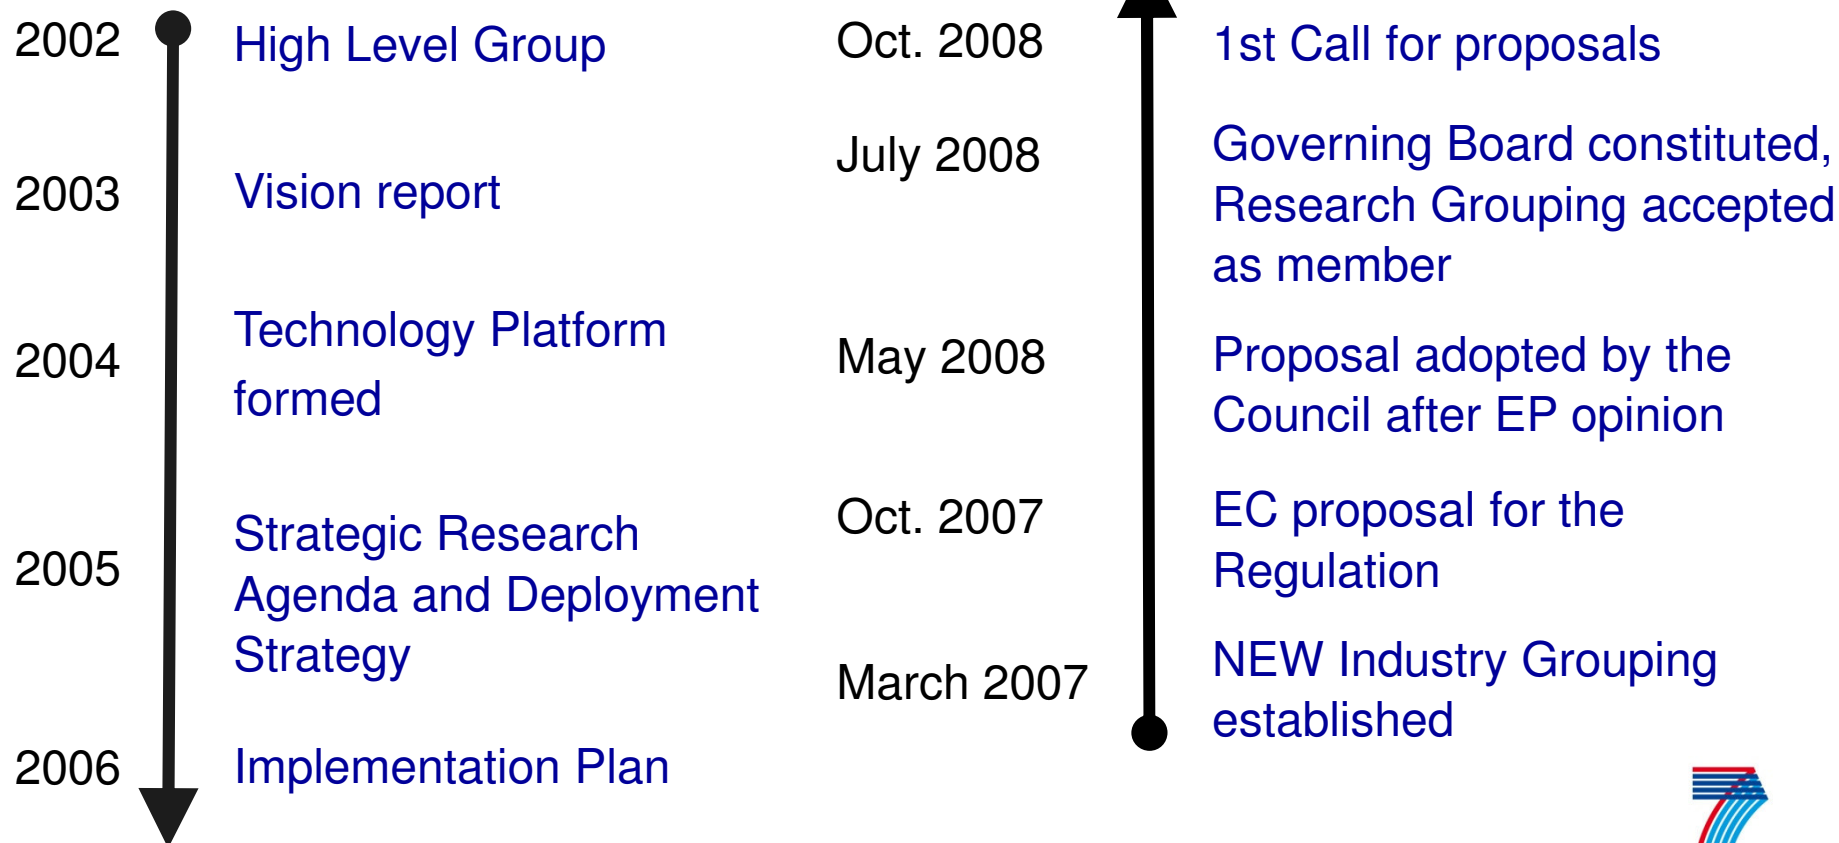 2002 High Level Group
2003 Vision report
2004 Technology Platform
formed
2005 Strategic Research
Agenda and Deployment
Strategy
2006 Implementation Plan
Oct. 2008 1st Call for proposals
July 2008 Governing Board constituted,
Research Grouping accepted
as member
May 2008 Proposal adopted by the
Council after EP opinion
Oct. 2007 EC proposal for the
Regulation
March 2007 NEW Industry Grouping
established
7